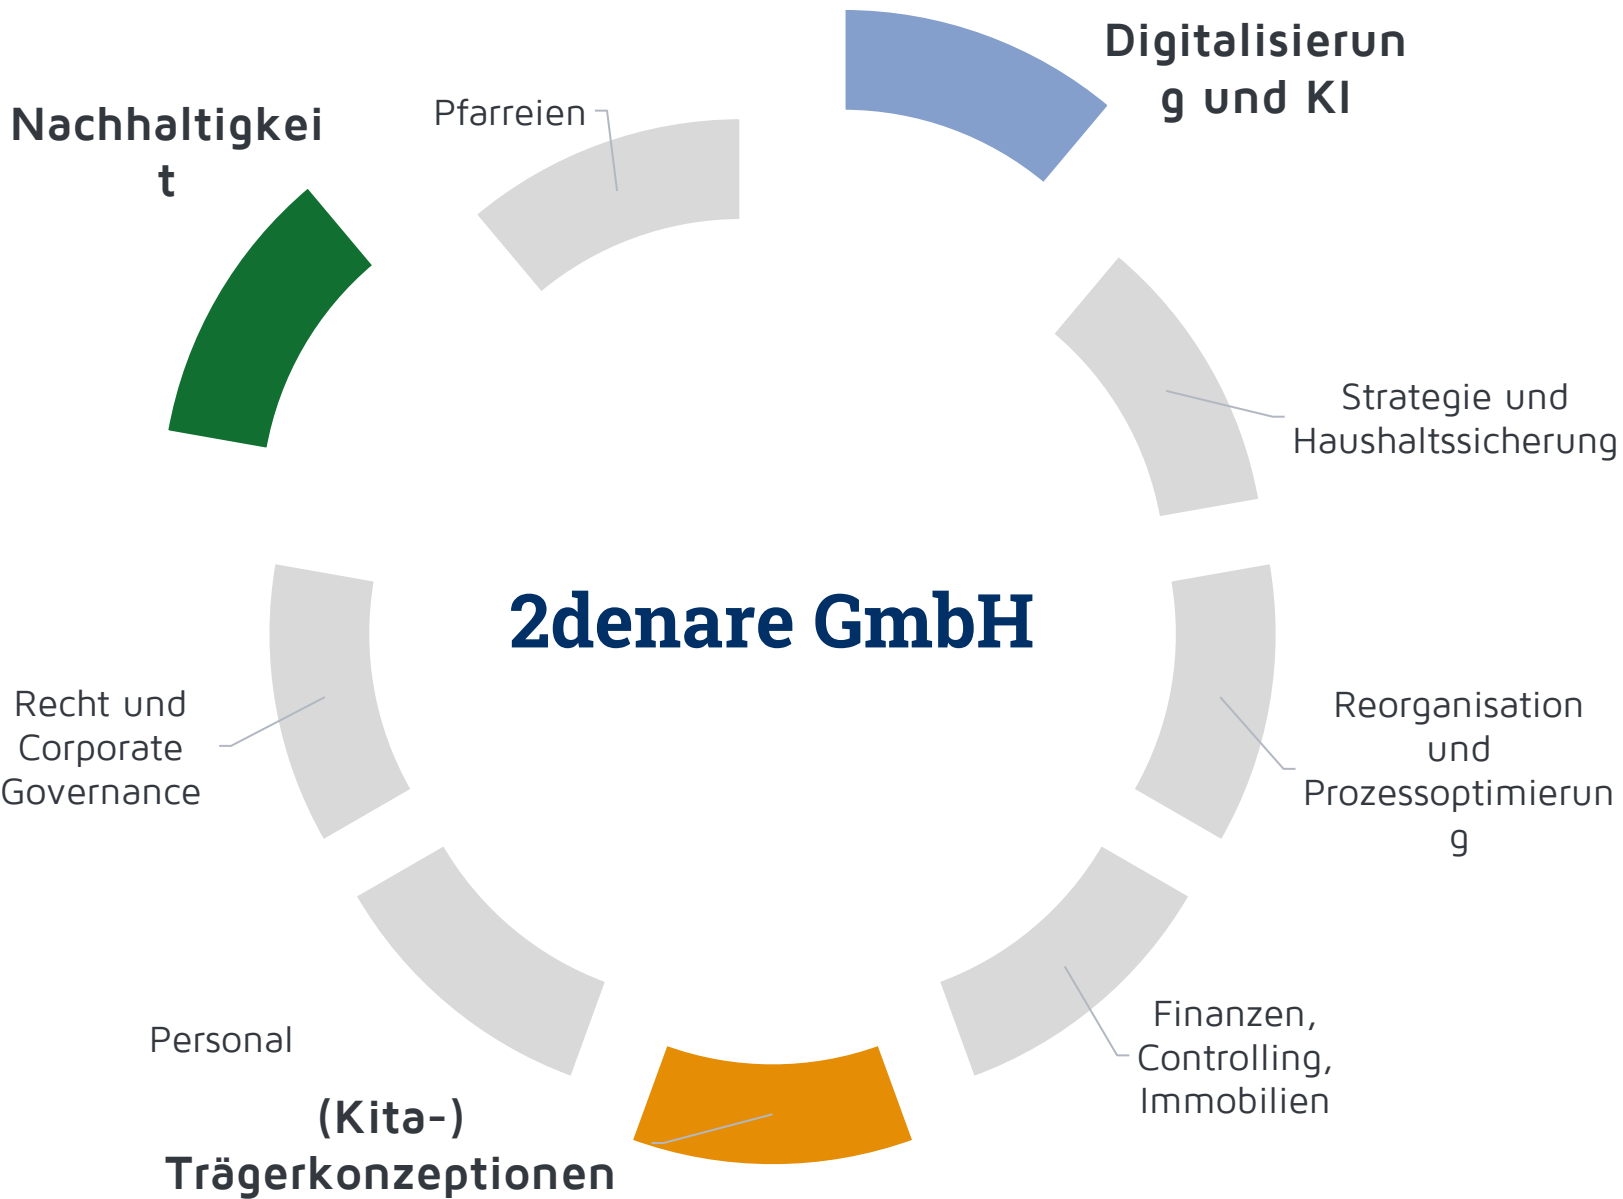 Digitalisierun
g und KI
Nachhaltigkei
t
Pfarreien
Strategie und
Haushaltssicherung
2denare GmbH
Recht und
Corporate
Governance
Reorganisation
und
Prozessoptimierun
g
Finanzen,
Controlling,
Immobilien
Personal
(Kita-)
Trägerkonzeptionen